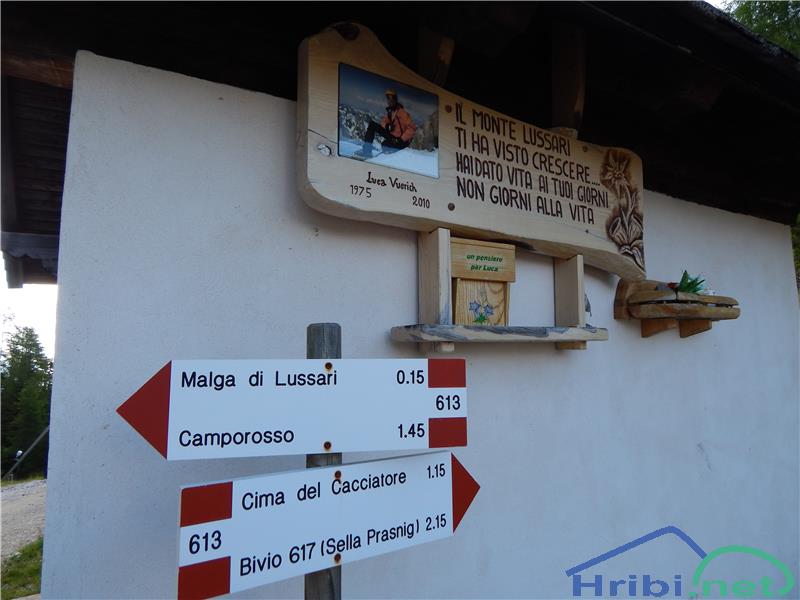 IL MONTE LUSSARI
TI HA VISTO CRESCERE....
HAI DATO VITA AI TUOI GIORNI
NON GIORNI ALLA VITA
Luca Vuerich
1975 2010
un pensiero
per Luca
Malga di Lussari 0.15
613
Camporosso 1.45
Cima del Cacciatore 1.15
613
Bivio 617 (Sella Prasnig) 2.15
Hribi.net